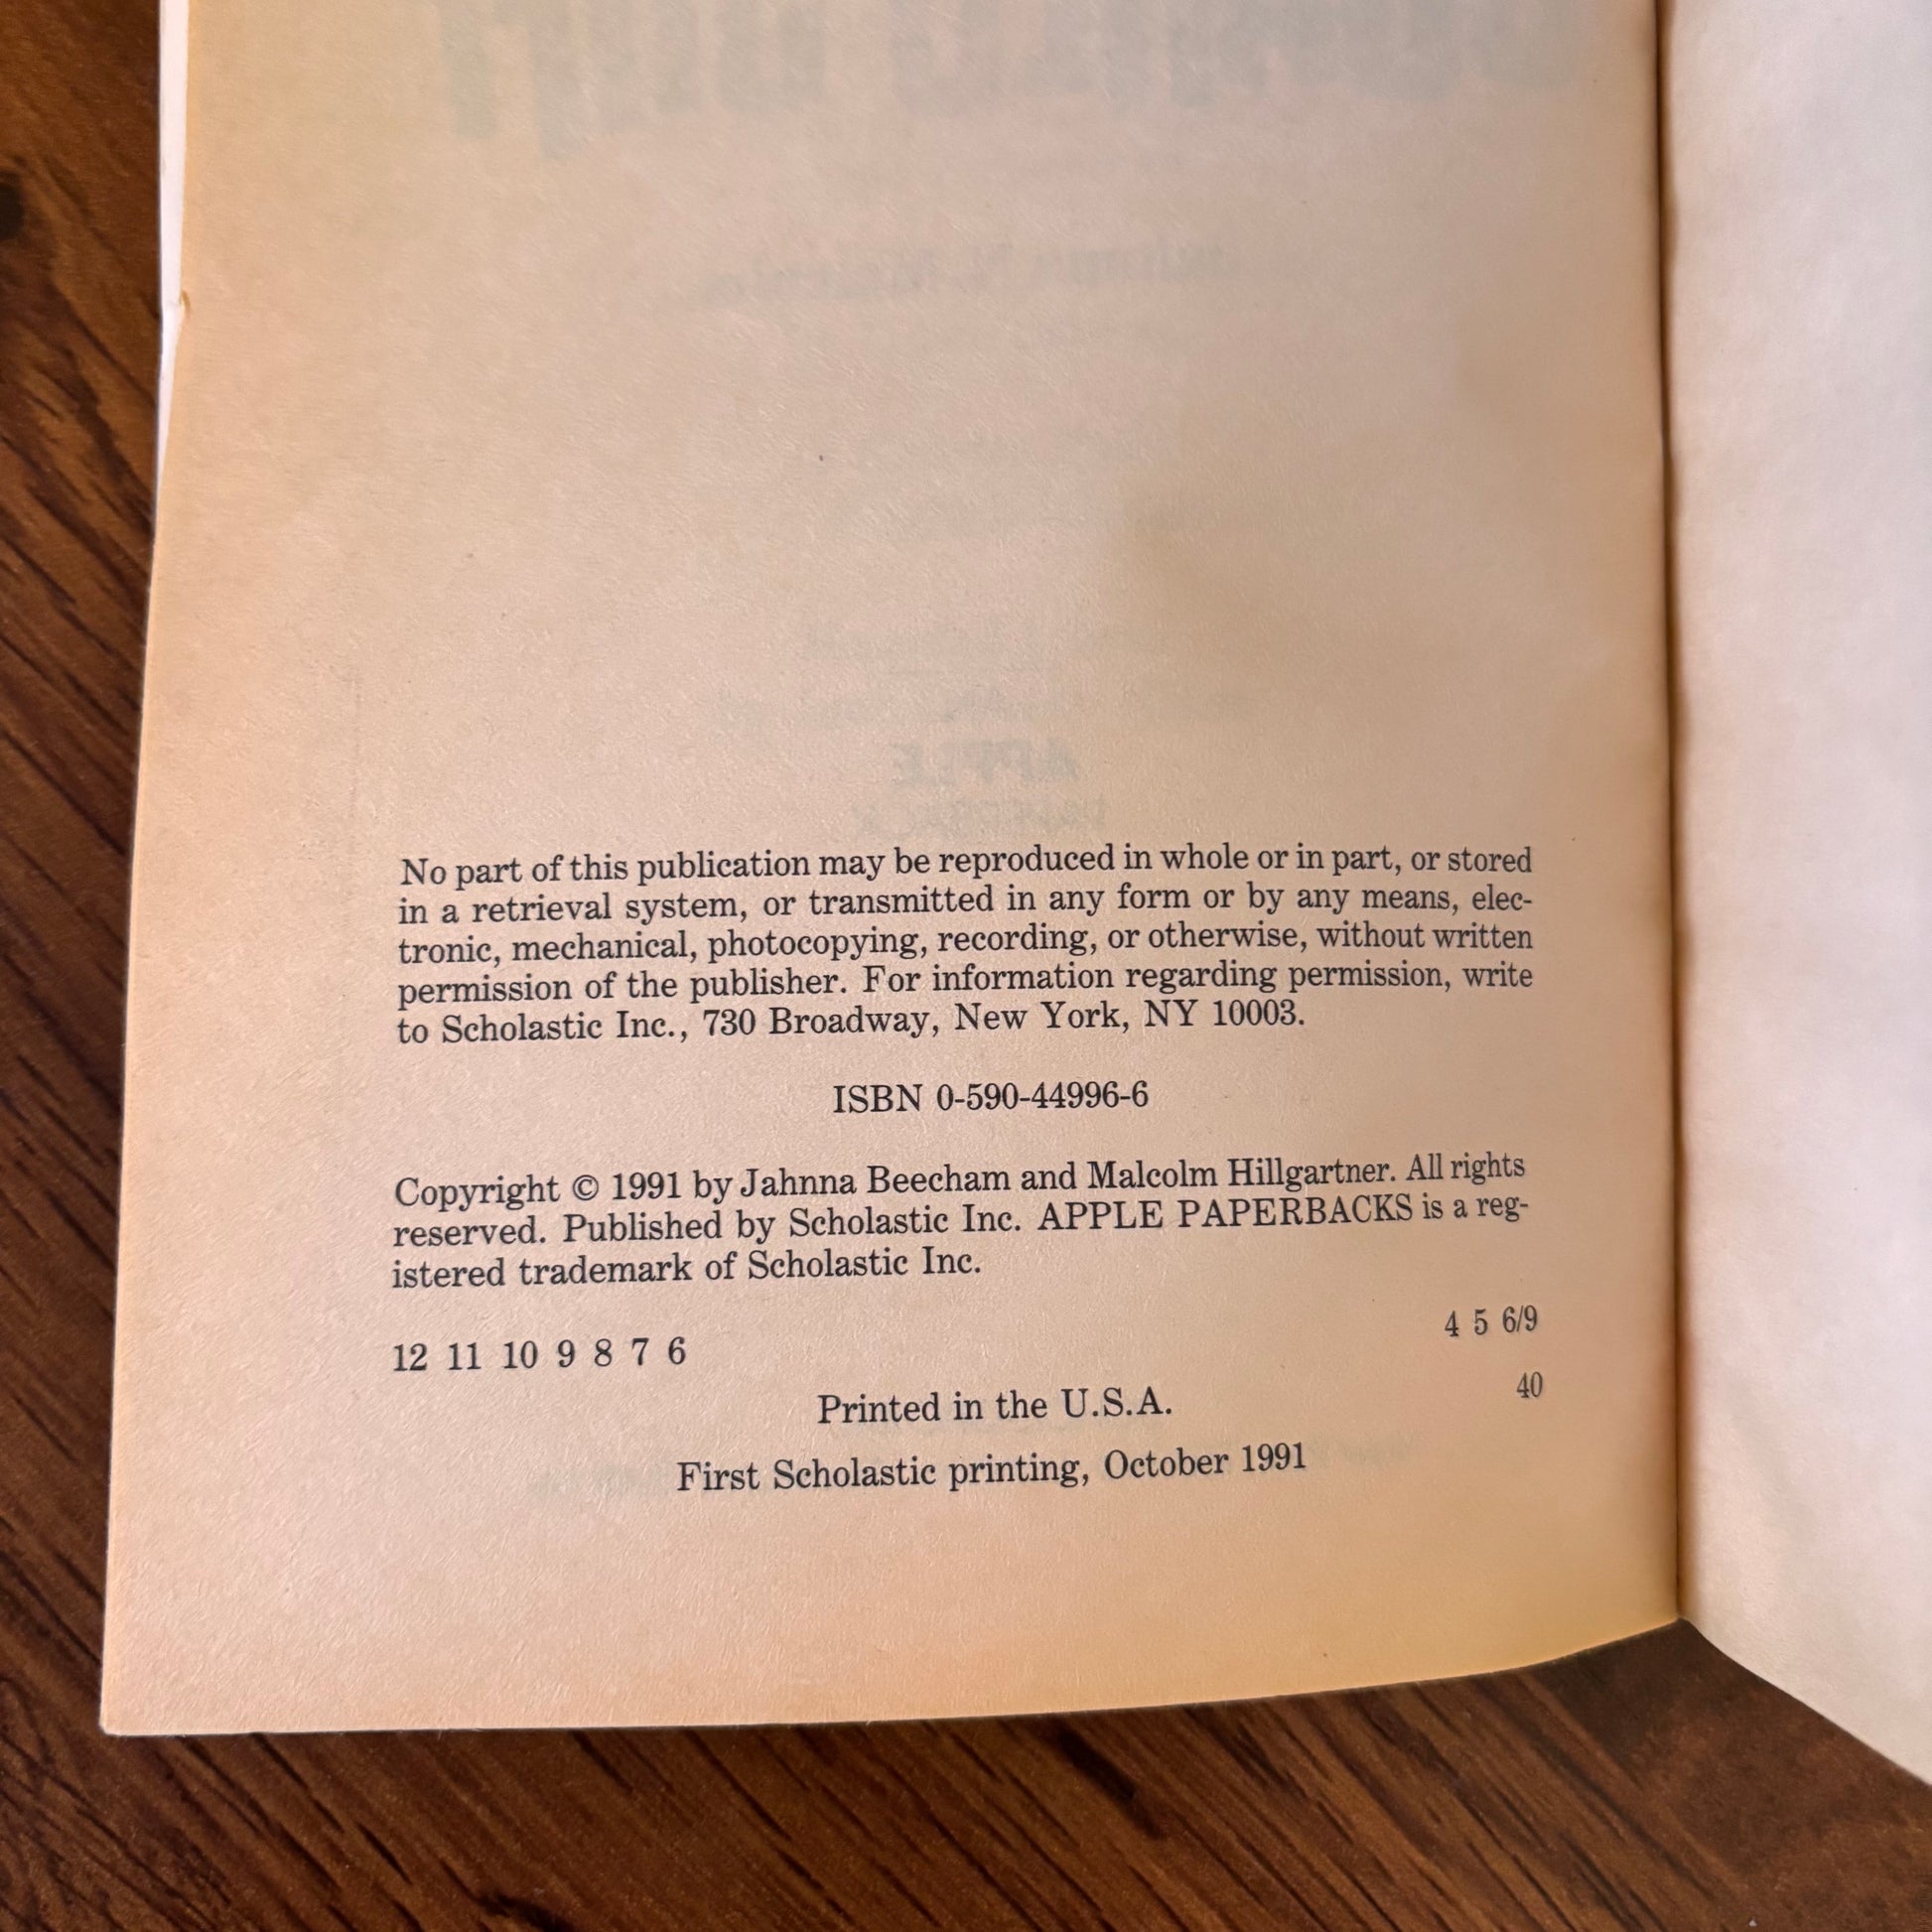 APPLE
No part of this publication may be reproduced in whole or in part, or stored
in a retrieval system, or transmitted in any form or by any means, elec-
tronic, mechanical, photocopying, recording, or otherwise, without written
permission of the publisher. For information regarding permission, write
to Scholastic Inc., 730 Broadway, New York, NY 10003.
ISBN 0-590-44996-6
Copyright © 1991 by Jahnna Beecham and Malcolm Hillgartner. All rights
reserved. Published by Scholastic Inc. APPLE PAPERBACKS is a reg-
istered trademark of Scholastic Inc.
12 11 10 9 8 7 6 4 5 6/9
Printed in the U.S.A. 40
First Scholastic printing, October 1991